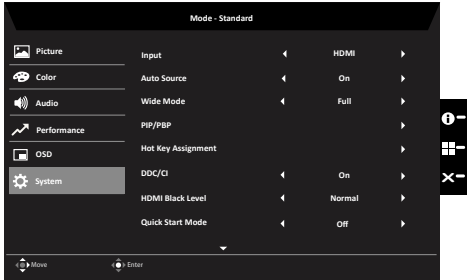 Mode - Standard
Picture
Color
Audio
Performance
OSD
System
Input HDMI
Auto Source On
Wide Mode Full
PIP/PBP
Hot Key Assignment
DDC/CI On
HDMI Black Level Normal
Quick Start Mode Off
Move Enter